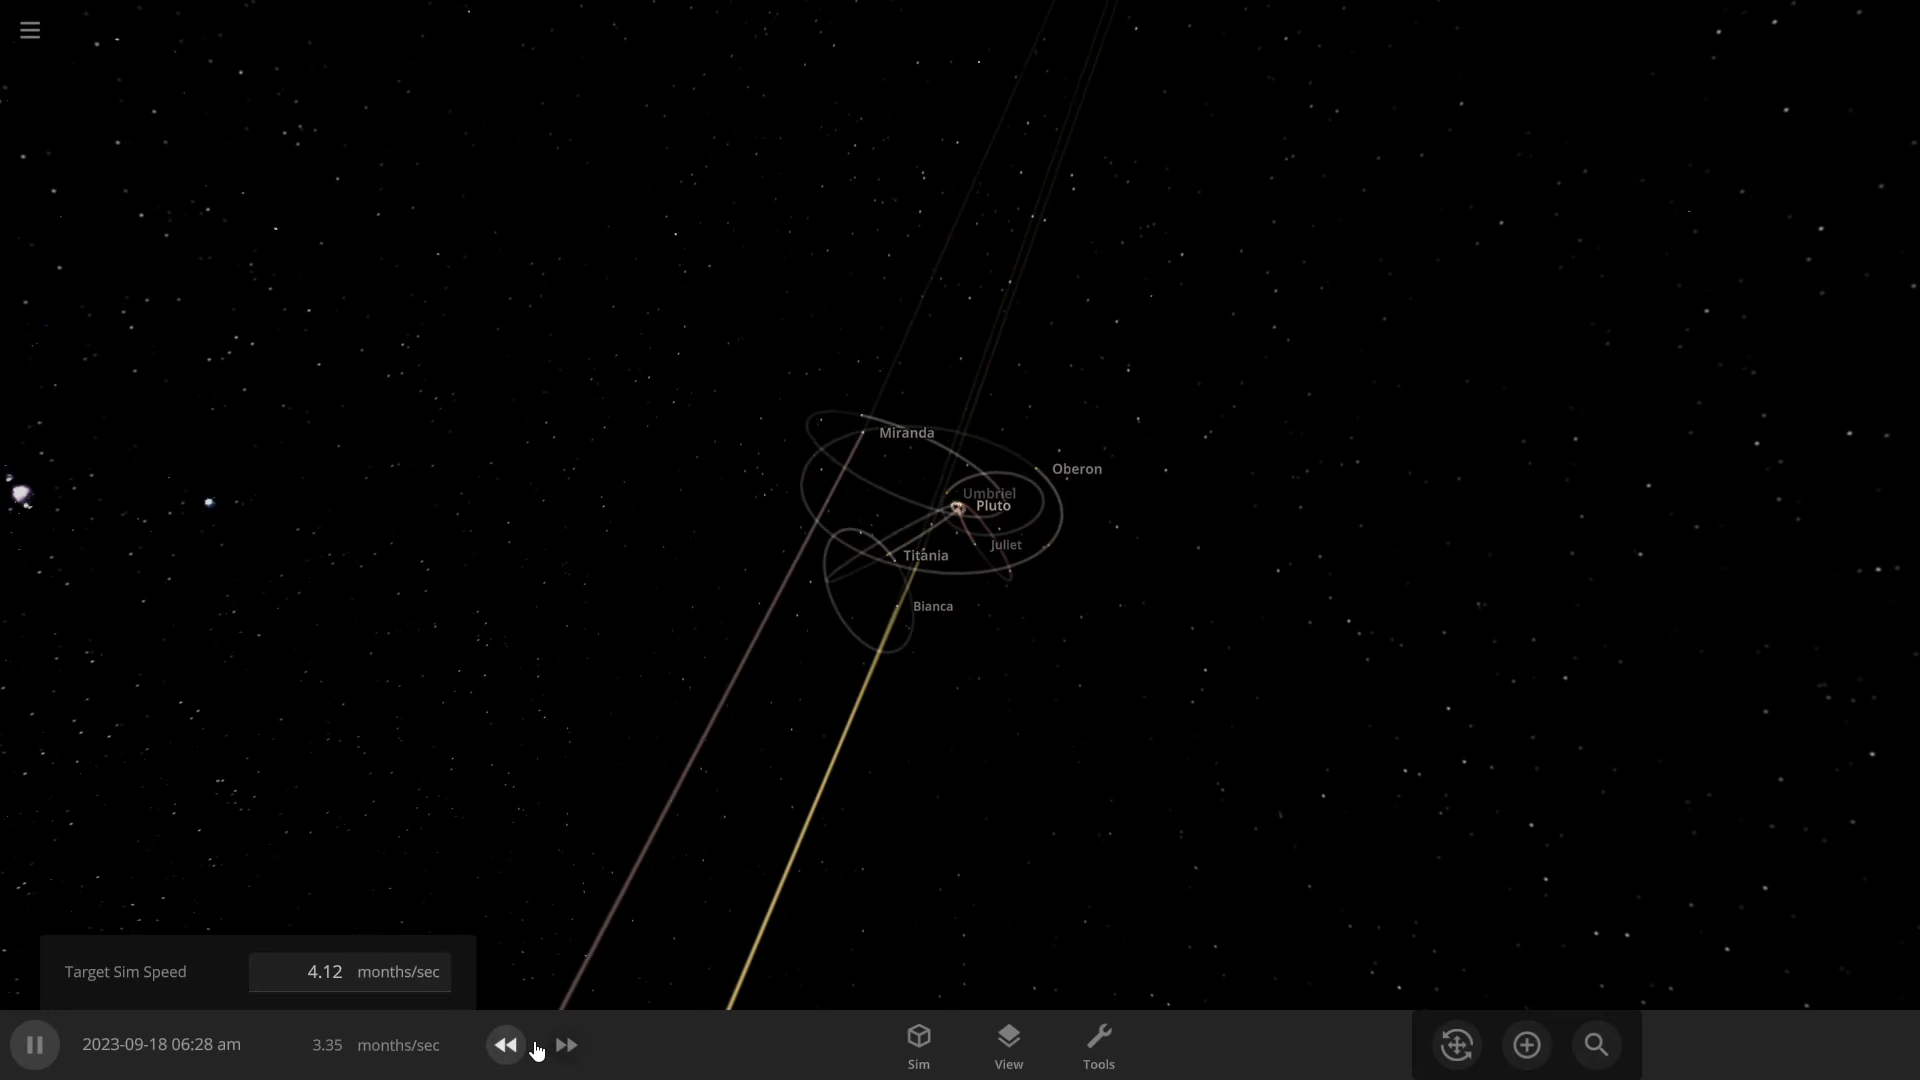 Miranda
Oberon
Umbriel
Pluto
Juliet
Titania
Bianca
Target Sim Speed 4.12 months/sec
2023-09-18 06:28 am 3.35 months/sec
Sim View Tools